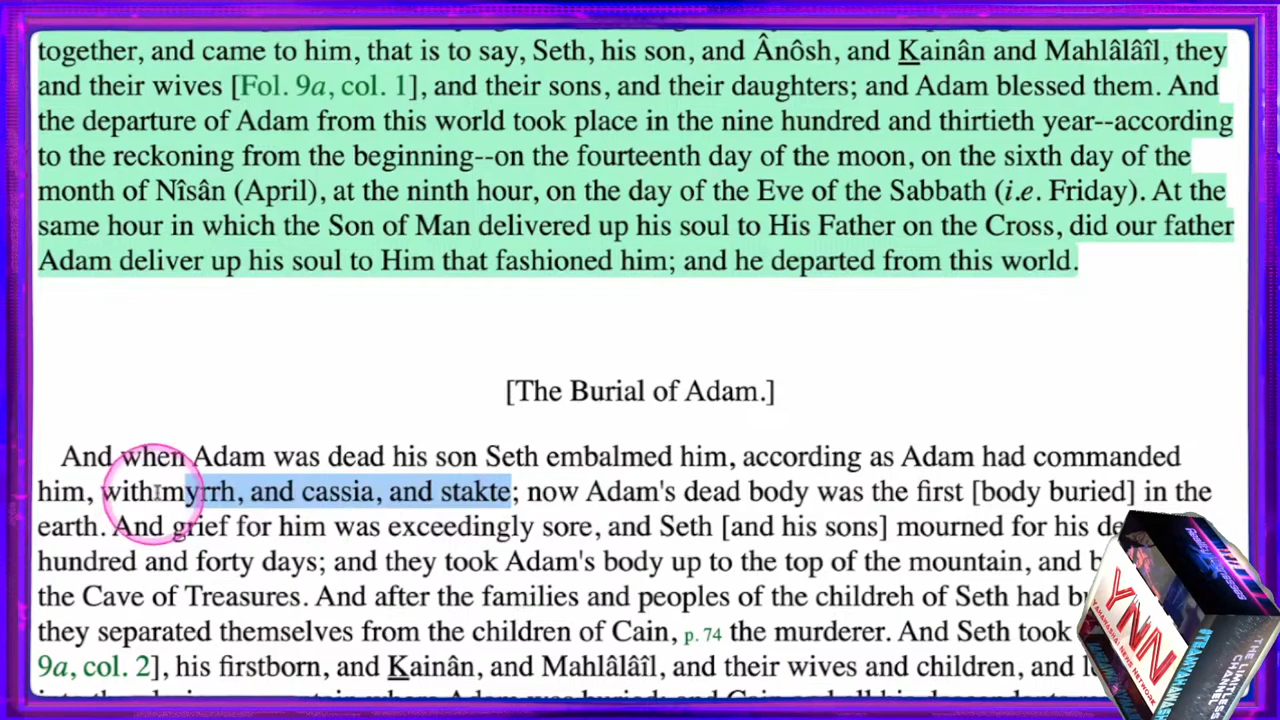 together, and came to him, that is to say, Seth, his son, and Ânôsh, and Kainân and Mahlâlâîl, they
and their wives [Fol. 9a, col. 1], and their sons, and their daughters; and Adam blessed them. And
the departure of Adam from this world took place in the nine hundred and thirtieth year--according
to the reckoning from the beginning--on the fourteenth day of the moon, on the sixth day of the
month of Nîsân (April), at the ninth hour, on the day of the Eve of the Sabbath (i.e. Friday). At the
same hour in which the Son of Man delivered up his soul to His Father on the Cross, did our father
Adam deliver up his soul to Him that fashioned him; and he departed from this world.
[The Burial of Adam.]
And when Adam was dead his son Seth embalmed him, according as Adam had commanded
him, with myrrh, and cassia, and stakte; now Adam's dead body was the first [body buried] in the
earth. And grief for him was exceedingly sore, and Seth [and his sons] mourned for his
hundred and forty days; and they took Adam's body up to the top of the mountain, and
the Cave of Treasures. And after the families and peoples of the childreh of Seth had
they separated themselves from the children of Cain, p. 74 the murderer. And Seth took
9a, col. 2], his firstborn, and Kanân, and Mahlâlâîl, and their wives and children, and
YNN
YAHAWASHAI NEWS NETWORK
THE LIMITLESS CHANNEL